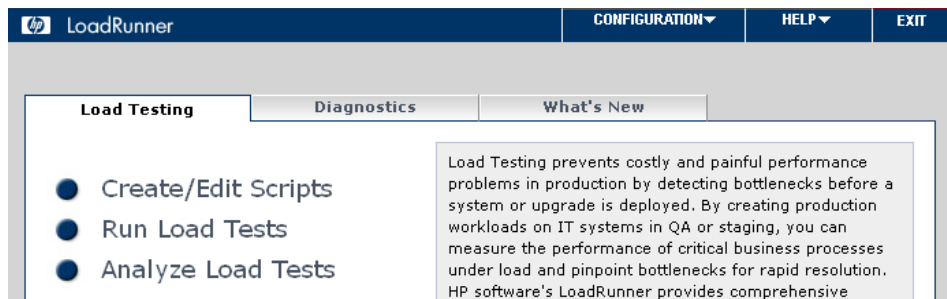 hp LoadRunner CONFIGURATION HELP EXIT
Load Testing Diagnostics What's New
Create/Edit Scripts
Run Load Tests
Analyze Load Tests
Load Testing prevents costly and painful performance
problems in production by detecting bottlenecks before a
system or upgrade is deployed. By creating production
workloads on IT systems in QA or staging, you can
measure the performance of critical business processes
under load and pinpoint bottlenecks for rapid resolution.
HP software's LoadRunner provides comprehensive